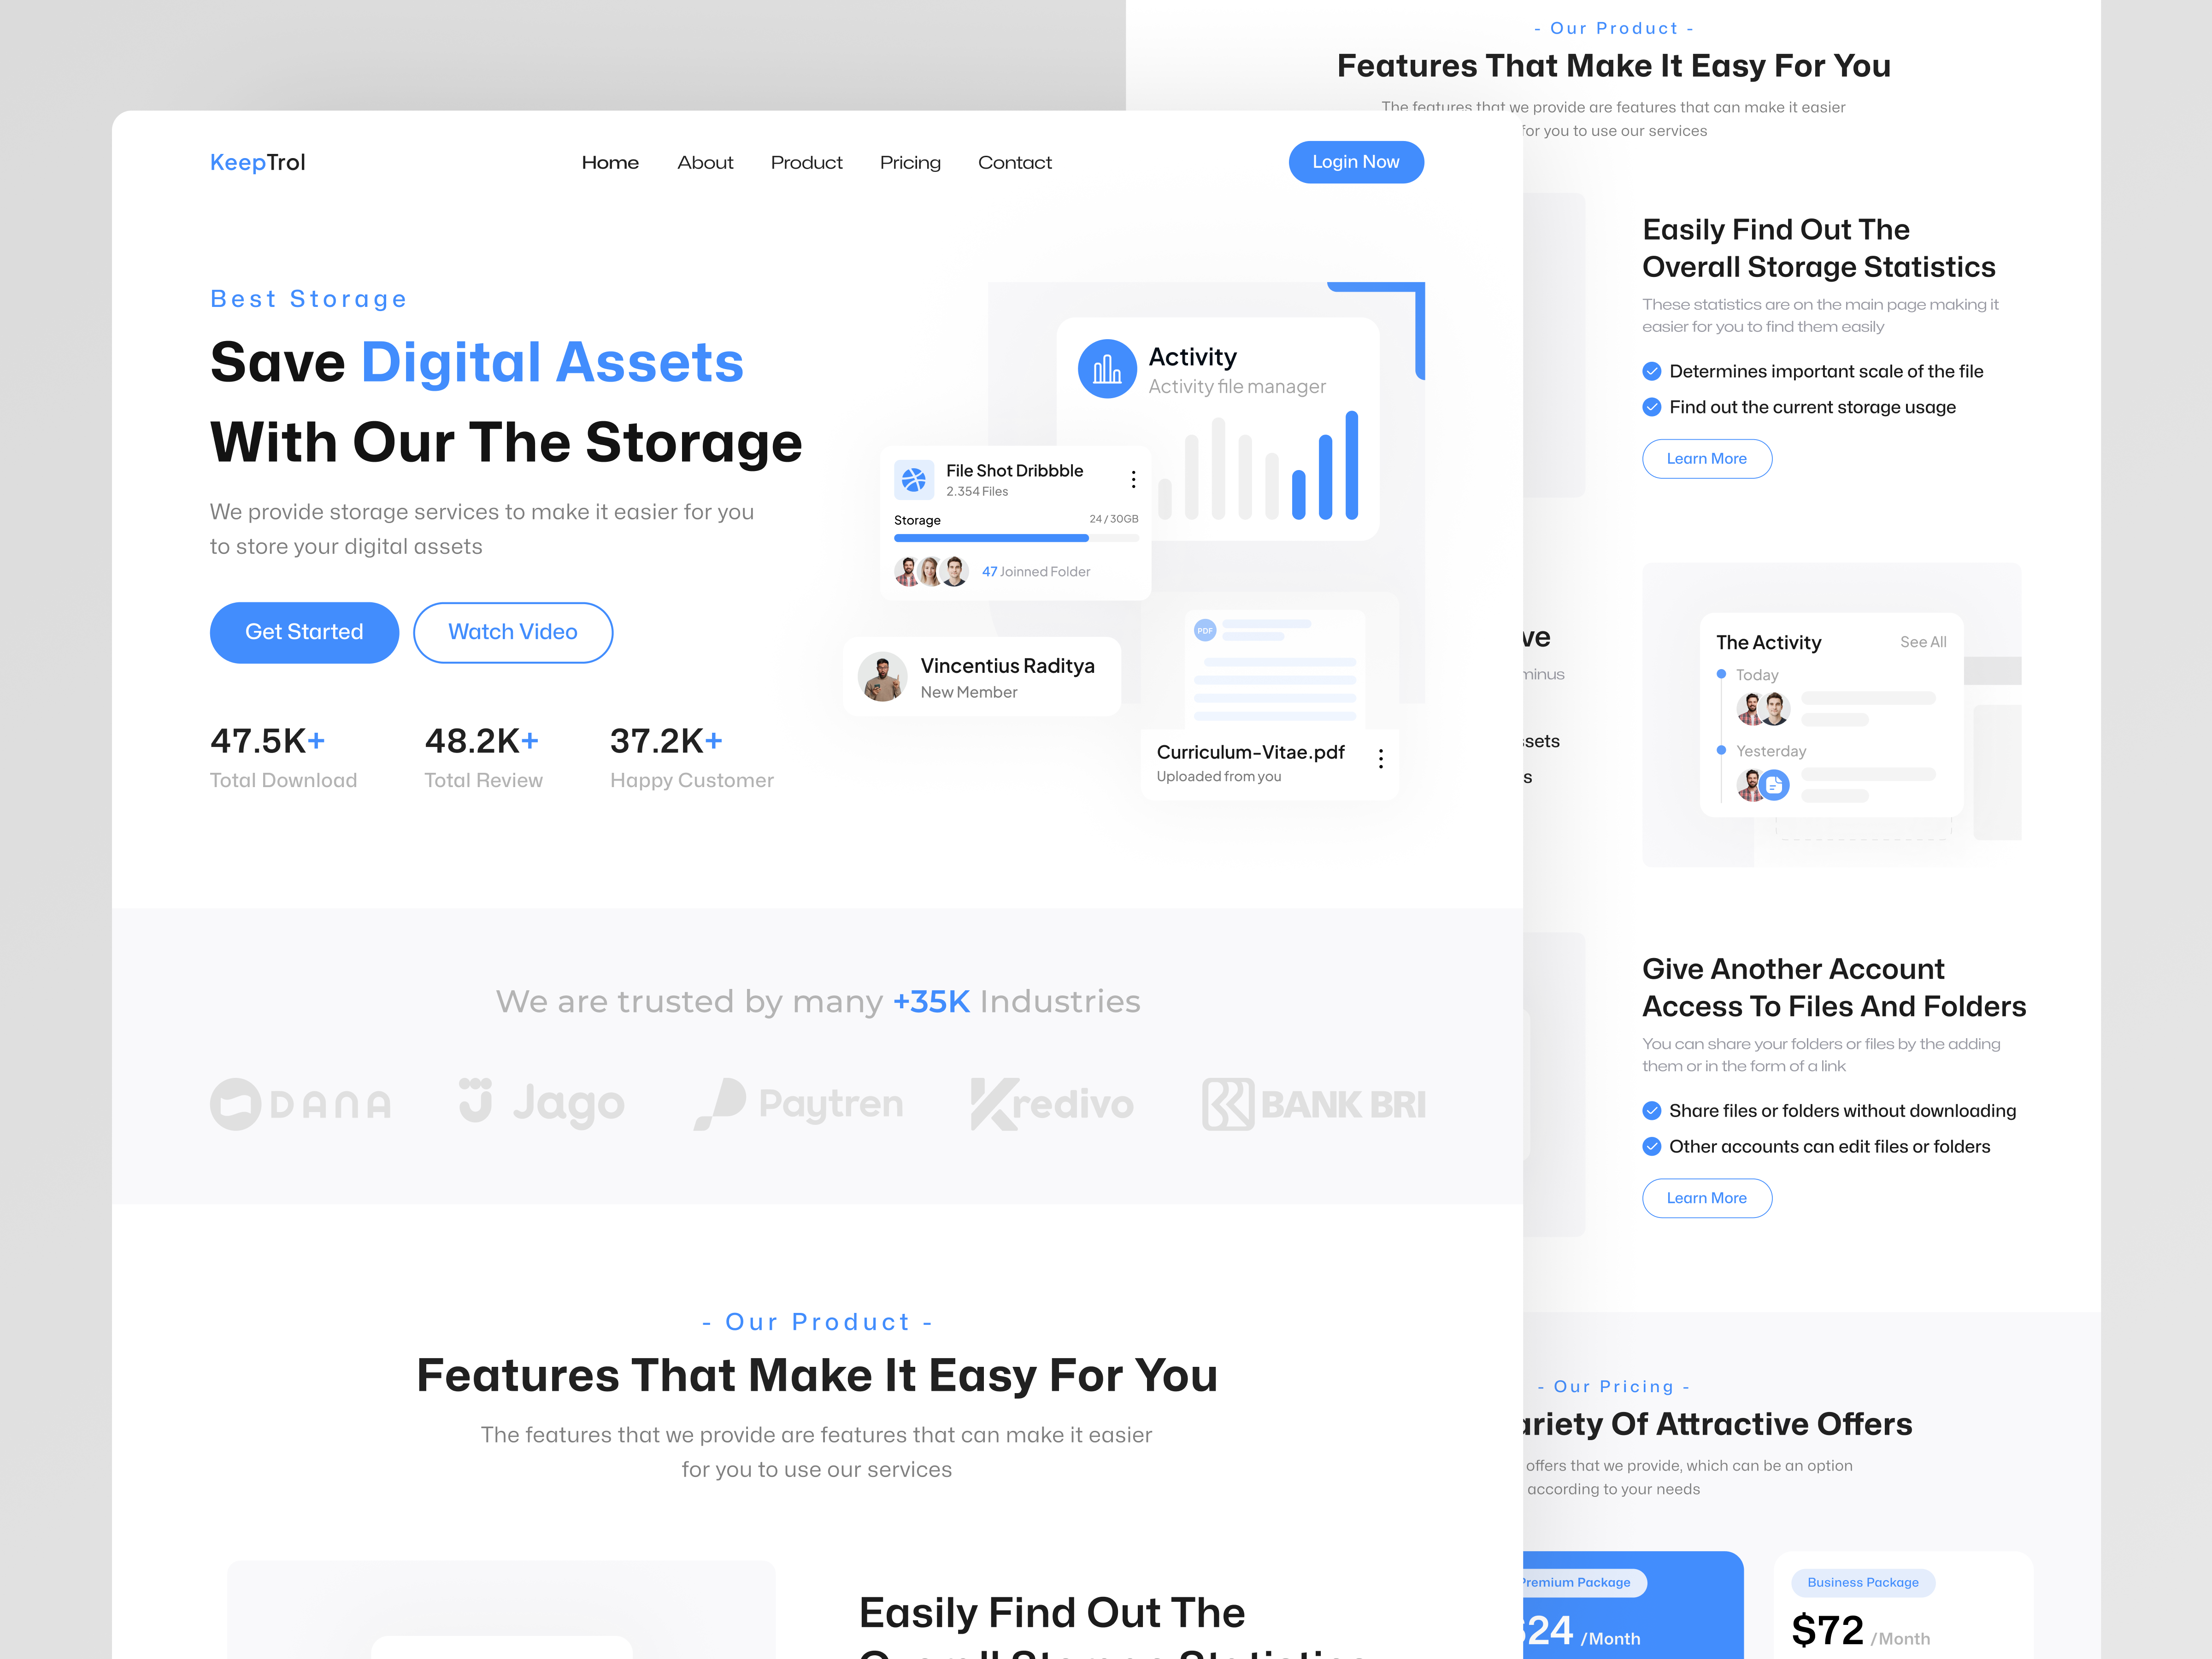 KeepTrol
Home
About
Product
Pricing
Contact
Login Now
Best Storage
Save Digital Assets
With Our The Storage
We provide storage services to make it easier for you
to store your digital assets
Get Started
Watch Video
47.5K+
Total Download
48.2K+
Total Review
37.2K+
Happy Customer
Activity
Activity file manager
File Shot Dribbble
2.354 Files
Storage
24 / 30GB
47 Joinned Folder
Vincentius Raditya
New Member
PDF
Curriculum-Vitae.pdf
Uploaded from you
We are trusted by many +35K Industries
DANA
Jago
Paytren
Kredivo
BANK BRI
- Our Product -
Features That Make It Easy For You
The features that we provide are features that can make it easier
for you to use our services
Easily Find Out The
Overall Storage Statistics
- Our Product -
Features That Make It Easy For You
The features that we provide are features that can make it easier
for you to use our services
Easily Find Out The
Overall Storage Statistics
These statistics are on the main page making it
easier for you to find them easily
Determines important scale of the file
Find out the current storage usage
Learn More
The Activity
See All
Today
Yesterday
Give Another Account
Access To Files And Folders
You can share your folders or files by the adding
them or in the form of a link
Share files or folders without downloading
Other accounts can edit files or folders
Learn More
- Our Pricing -
Of Attractive Offers
offers that we provide, which can be an option
according to your needs
Premium Package
$24 /Month
Business Package
$72 /Month